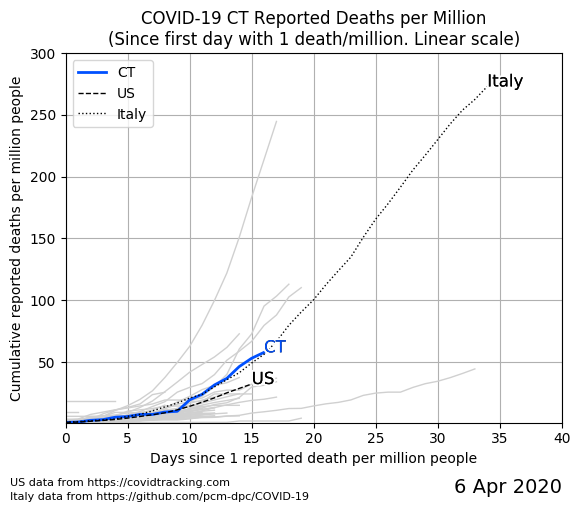 COVID-19 CT Reported Deaths per Million
(Since first day with 1 death/million. Linear scale)
Cumulative reported deaths per million people
300
250
200
150
100
50
CT
US
Italy
Italy
CT
US
0
5
10
15
20
25
30
35
40
Days since 1 reported death per million people
US data from https://covidtracking.com
Italy data from https://github.com/pcm-dpc/COVID-19
6 Apr 2020